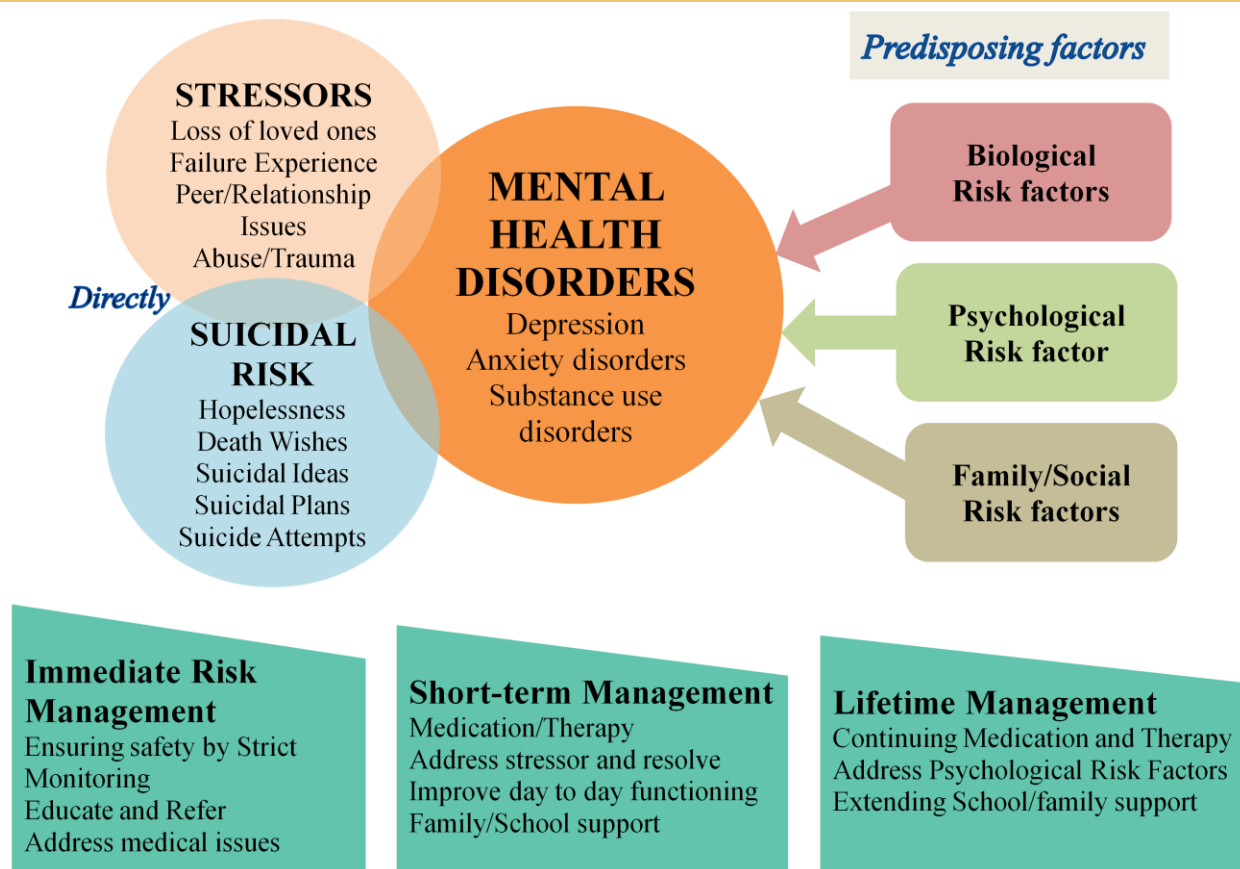 Predisposing factors
STRESSORS
Loss of loved ones
Failure Experience
Peer/Relationship
Issues
Abuse/Trauma
Directly
SUICIDAL
RISK
Hopelessness
Death Wishes
Suicidal Ideas
Suicidal Plans
Suicide Attempts
MENTAL
HEALTH
DISORDERS
Depression
Anxiety disorders
Substance use
disorders
Biological
Risk factors
Psychological
Risk factor
Family/Social
Risk factors
Immediate Risk
Management
Ensuring safety by Strict
Monitoring
Educate and Refer
Address medical issues
Short-term Management
Medication/Therapy
Address stressor and resolve
Improve day to day functioning
Family/School support
Lifetime Management
Continuing Medication and Therapy
Address Psychological Risk Factors
Extending School/family support